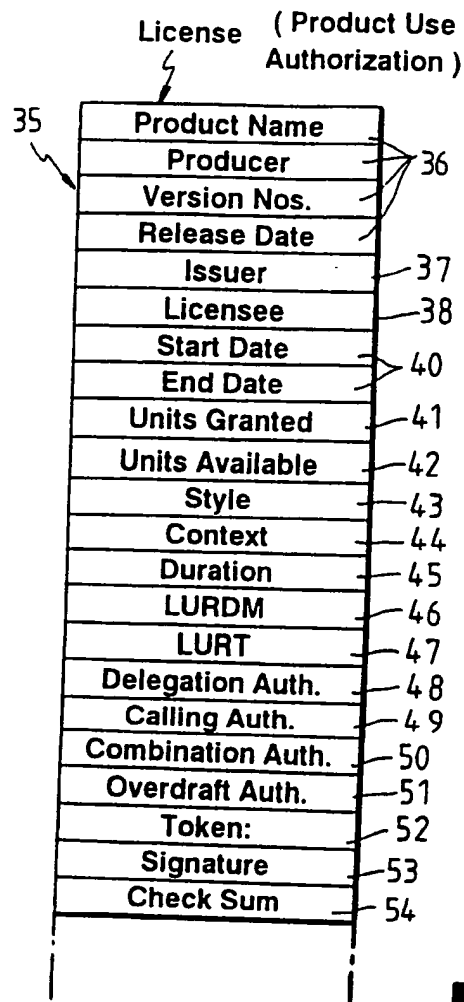 License
( Product Use
Authorization )
35
Product Name
Producer
36
Version Nos.
Release Date
Issuer 37
Licensee 38
Start Date
40
End Date
Units Granted 41
Units Available 42
Style 43
Context 44
Duration 45
LURDM 46
LURT 47
Delegation Auth. 48
Calling Auth. 49
Combination Auth. 50
Overdraft Auth. 51
Token: 52
Signature 53
Check Sum 54